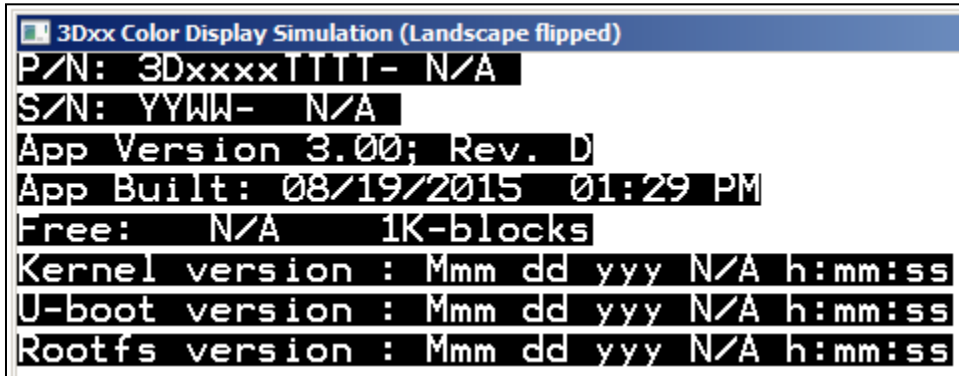 3Dxx Color Display Simulation (Landscape flipped)
P/N: 3DxxxxTTTT- N/A
S/N: YYWW-  N/A
App Version 3.00; Rev. D
App Built: 08/19/2015  01:29 PM
Free:   N/A    1K-blocks
Kernel version : Mmm dd yyy N/A h:mm:ss
U-boot version : Mmm dd yyy N/A h:mm:ss
Rootfs version : Mmm dd yyy N/A h:mm:ss